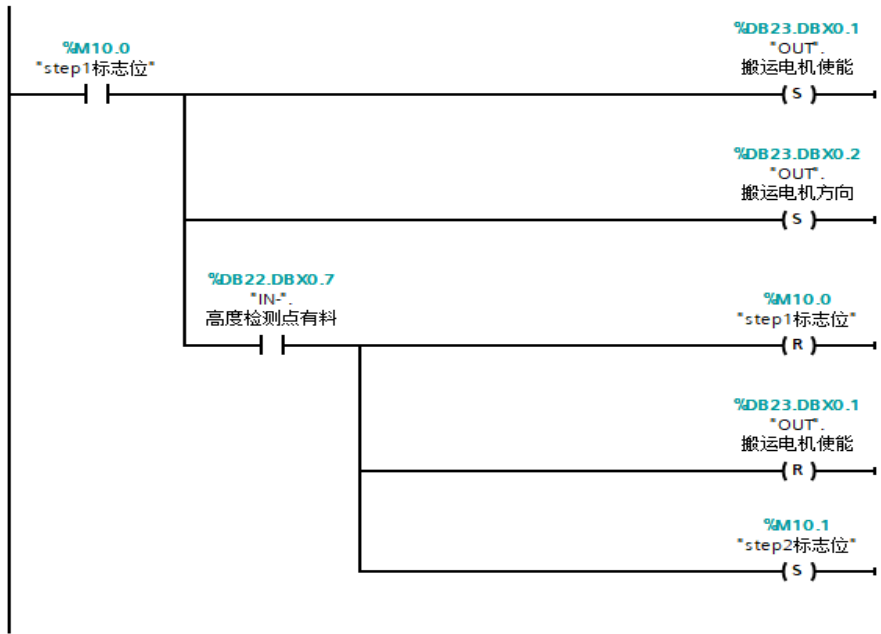 %DB23.DBX0.1
"OUT".
搬运电机使能
%M10.0
"step1标志位"
( S )
%DB23.DBX0.2
"OUT".
搬运电机方向
( S )
%DB22.DBX0.7
"IN-".
高度检测点有料
%M10.0
"step1标志位"
( R )
%DB23.DBX0.1
"OUT".
搬运电机使能
( R )
%M10.1
"step2标志位"
( S )